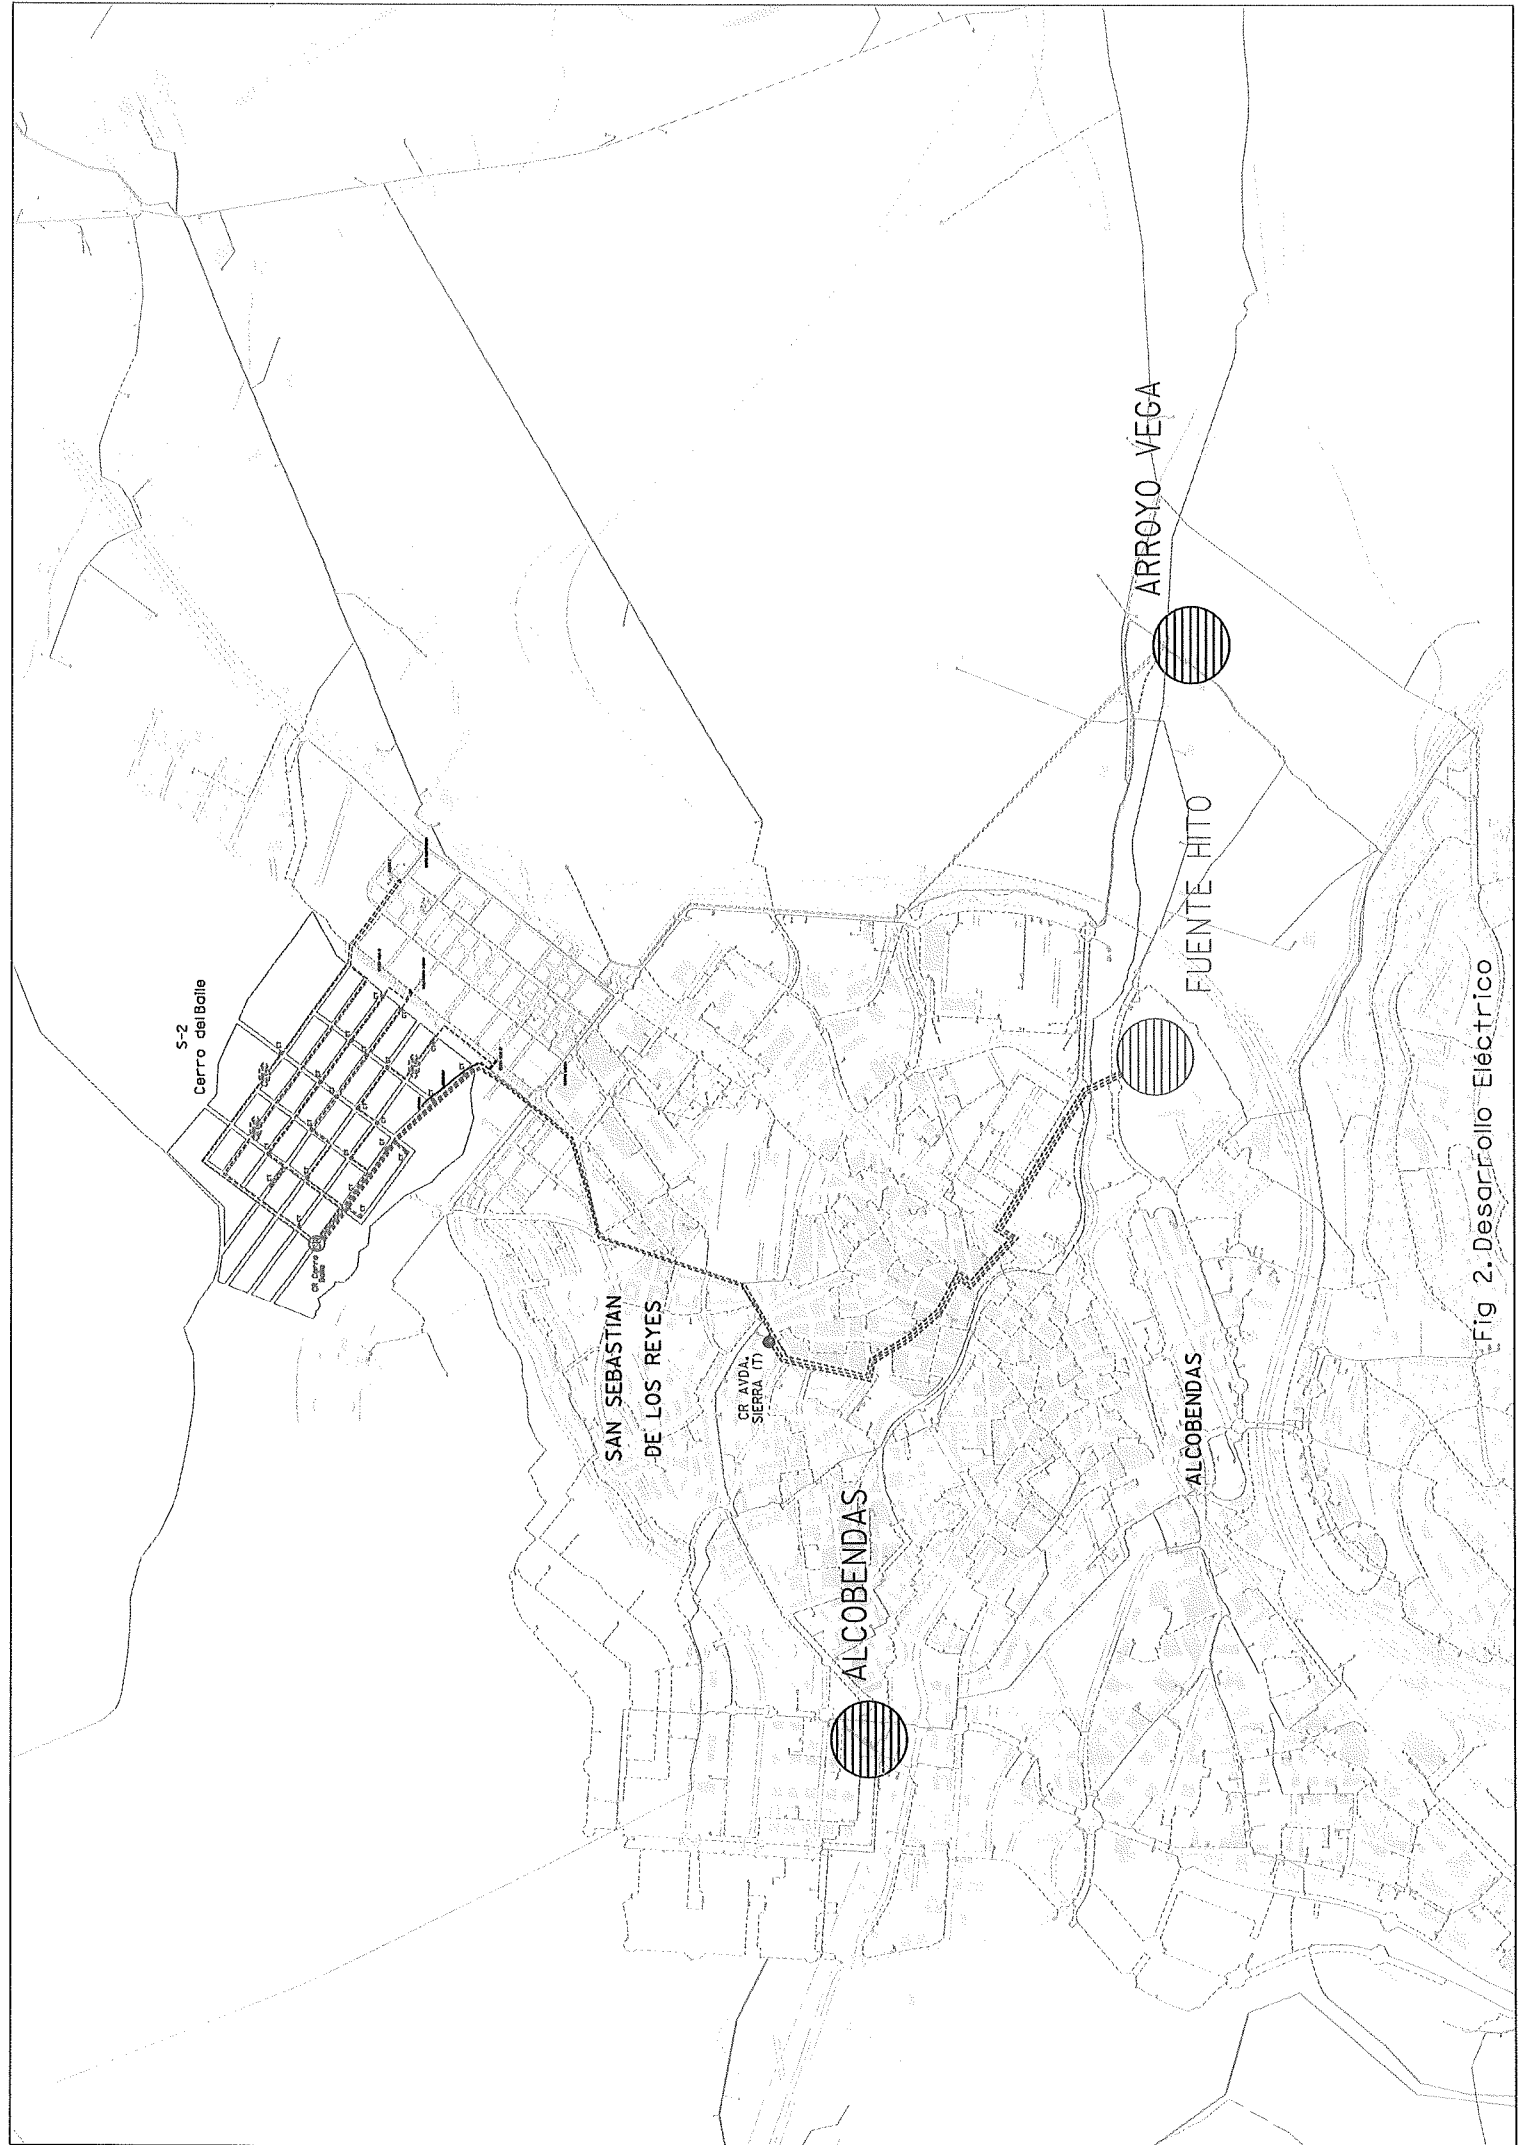 S-2
Cerro del Baile
CR Cerro
Baile
SAN SEBASTIAN
DE LOS REYES
CR AVDA.
SIERRA (T)
ALCOBENDAS
ALCOBENDAS
FUENTE HITO
ARROYO VEGA
Fig 2.Desarrollo Eléctrico